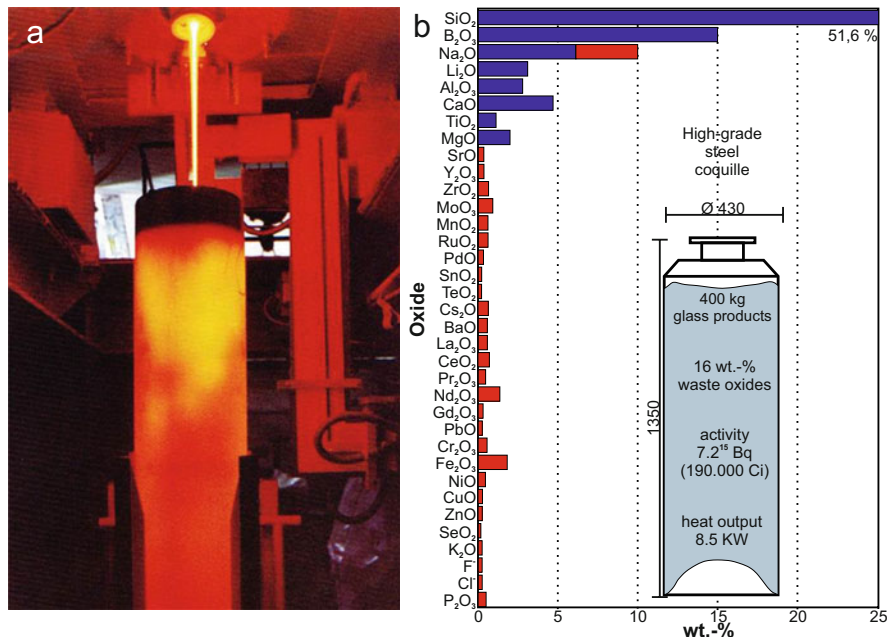 a
b
SiO₂
B₂O₃
51,6 %
Na₂O
Li₂O
Al₂O₃
CaO
TiO₂
MgO
SrO
Y₂O₃
ZrO₂
MoO₃
MnO₂
RuO₂
PdO
SnO₂
TeO₂
Cs₂O
BaO
La₂O₃
CeO₂
Pr₂O₃
Nd₂O₃
Gd₂O₃
PbO
Cr₂O₃
Fe₂O₃
NiO
CuO
ZnO
SeO₂
K₂O
F⁻
Cl⁻
P₂O₃
Oxide
0 5 10 15 20 25
wt.-%
High-grade
steel
coquille
Ø 430
1350
400 kg
glass products
16 wt.-%
waste oxides
activity
7.2¹⁵ Bq
(190.000 Ci)
heat output
8.5 KW